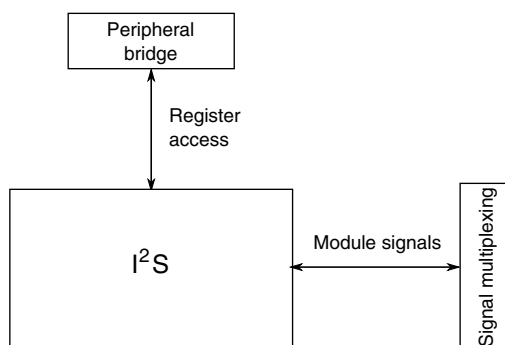 Peripheral
bridge
Register
access
I²S
Module signals
Signal multiplexing